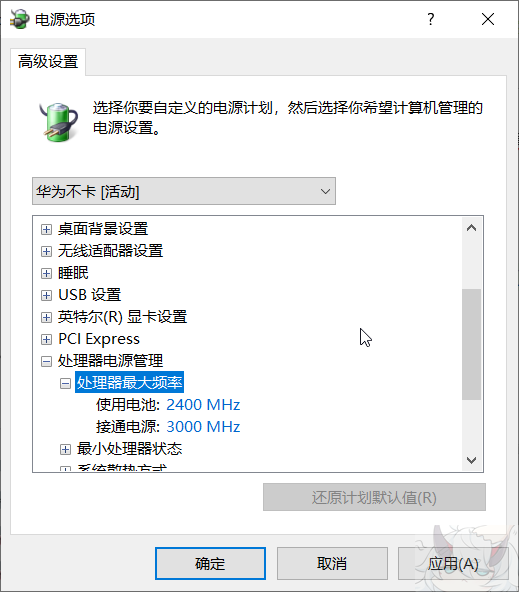 电源选项
高级设置
选择你要自定义的电源计划，然后选择你希望计算机管理的
电源设置。
华为不卡 [活动]
桌面背景设置
无线适配器设置
睡眠
USB 设置
英特尔(R) 显卡设置
PCI Express
处理器电源管理
处理器最大频率
使用电池: 2400 MHz
接通电源: 3000 MHz
最小处理器状态
系统散热方式
还原计划默认值(R)
确定
取消
应用(A)